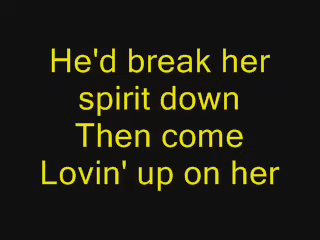 He'd break her
spirit down
Then come
Lovin' up on her